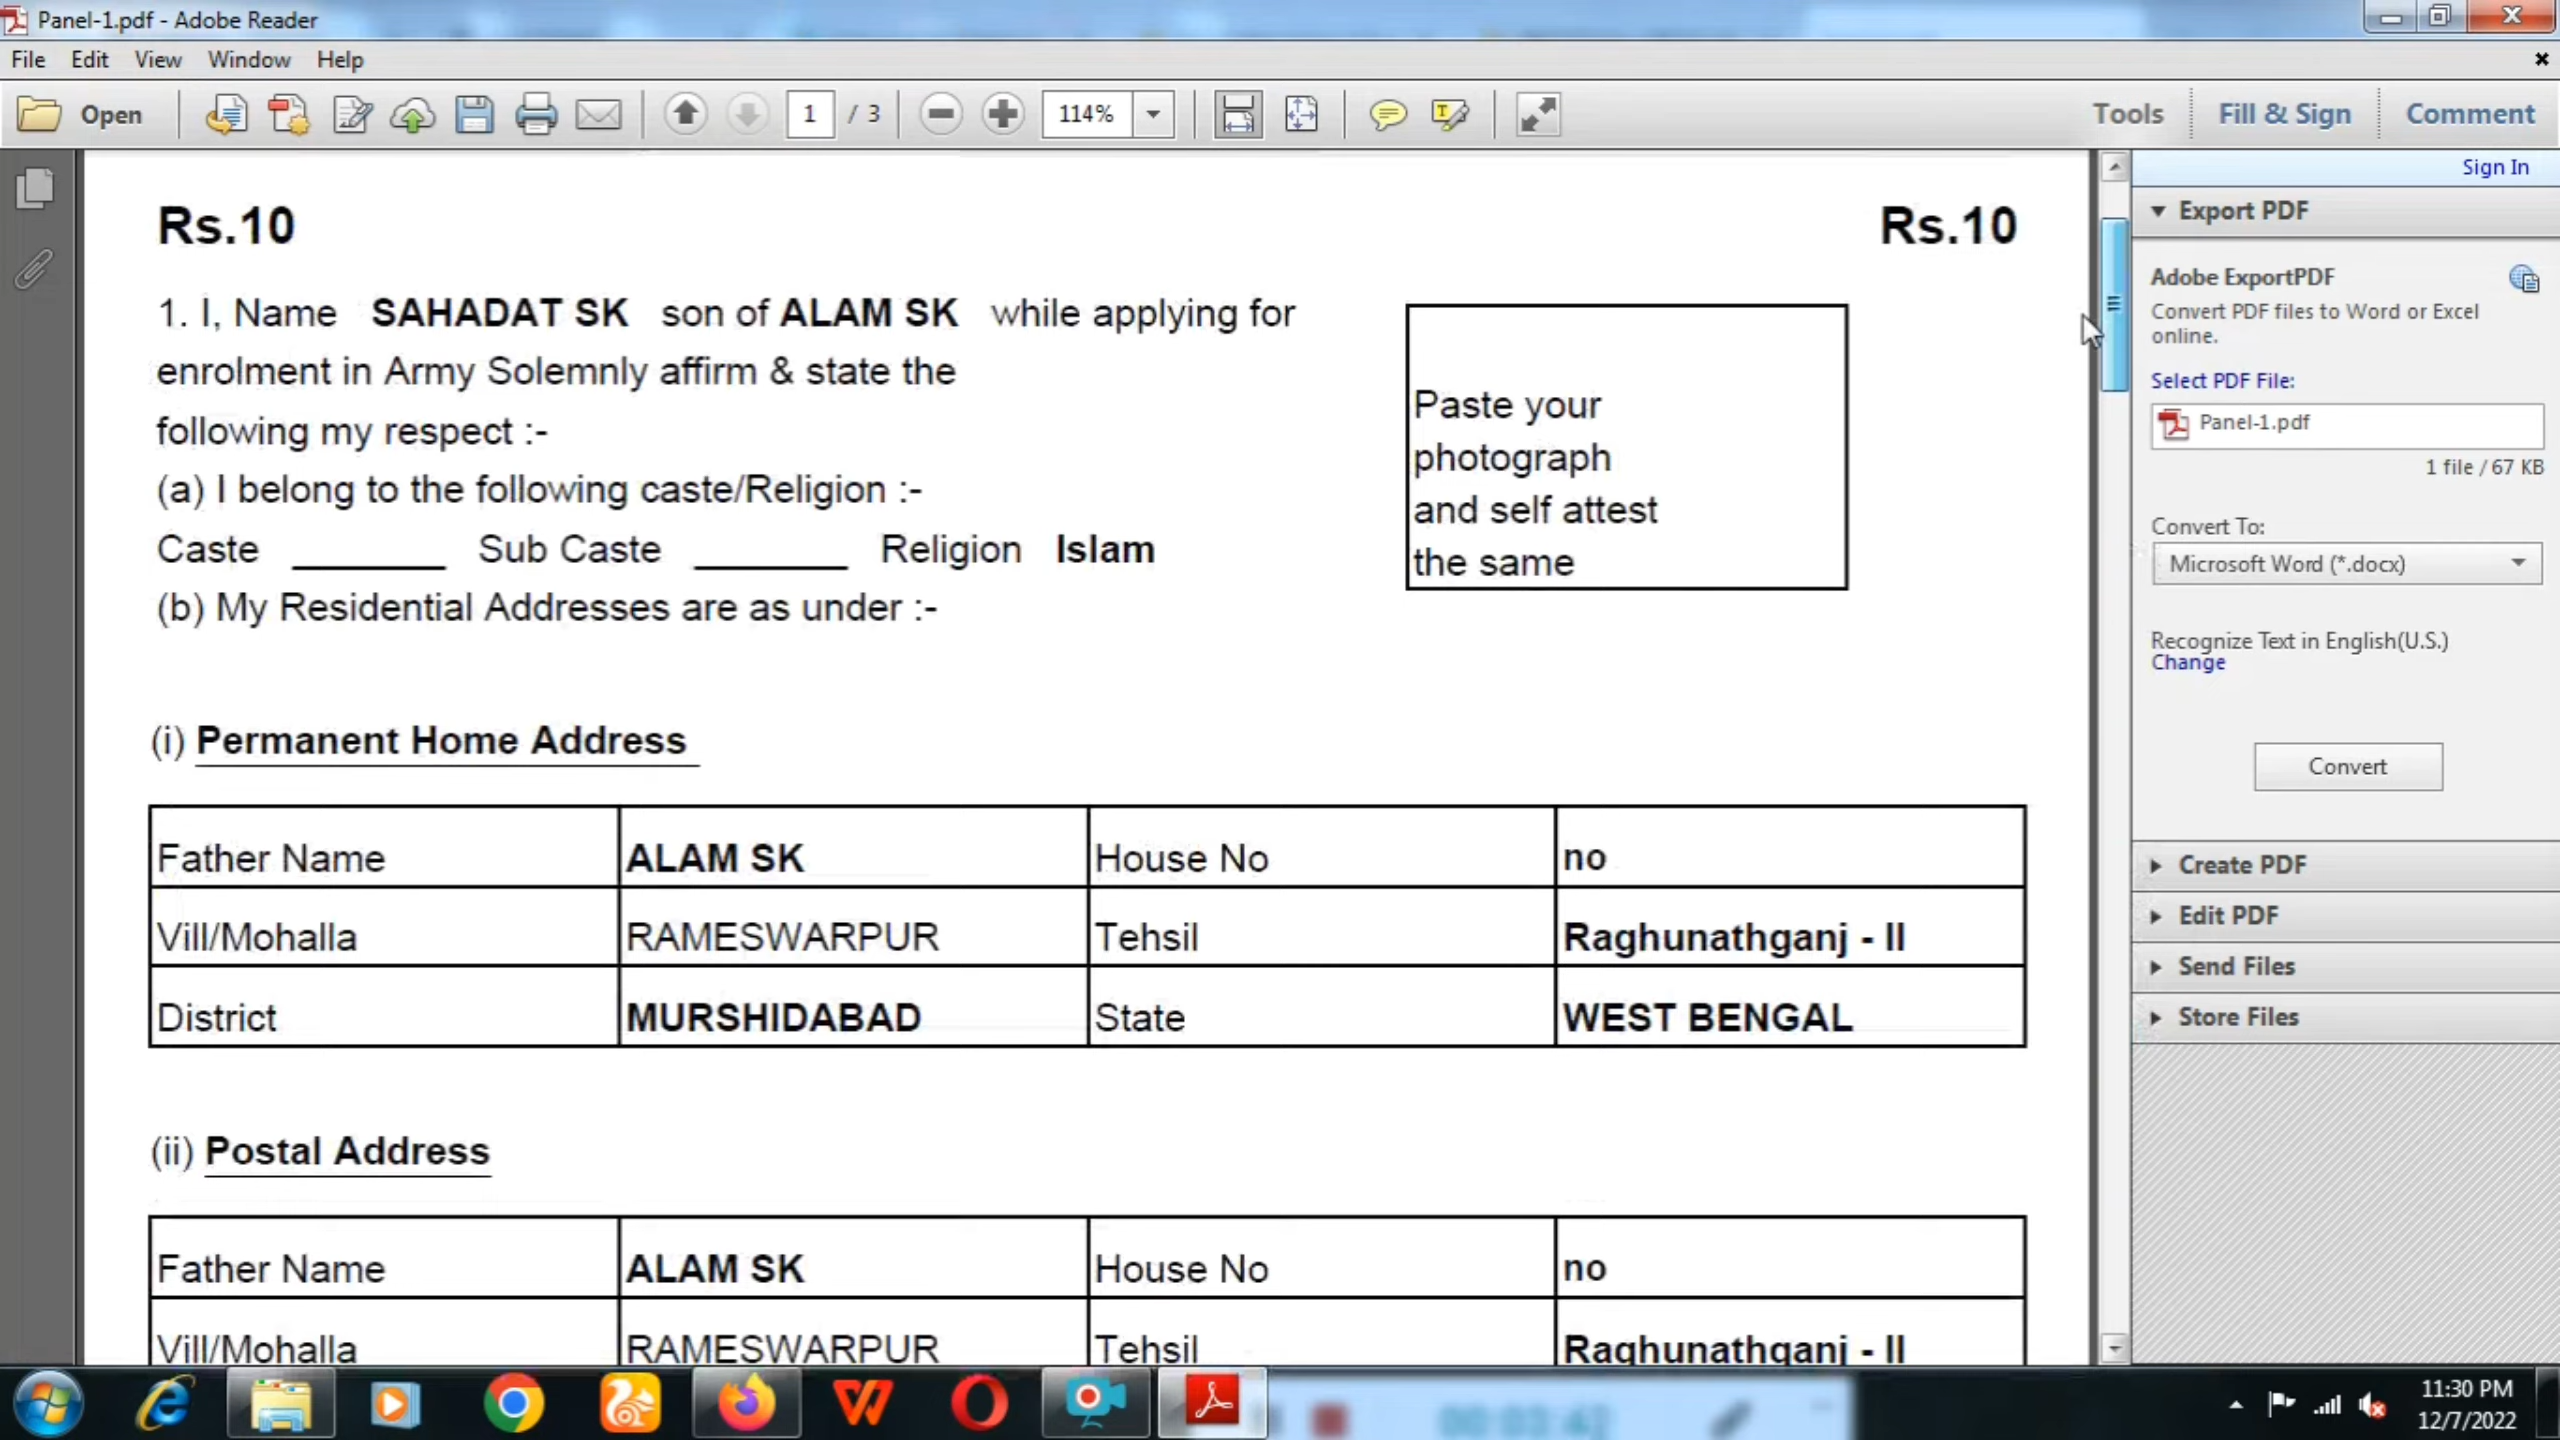 Panel-1.pdf - Adobe Reader
File Edit View Window Help
Open 1 / 3 114% Tools Fill & Sign Comment
Sign In
Rs.10 Rs.10
1. I, Name SAHADAT SK son of ALAM SK while applying for
enrolment in Army Solemnly affirm & state the
following my respect :-
(a) I belong to the following caste/Religion :-
Caste Sub Caste Religion Islam
(b) My Residential Addresses are as under :-
Paste your
photograph
and self attest
the same
(i) Permanent Home Address
Father Name ALAM SK House No no
Vill/Mohalla RAMESWARPUR Tehsil Raghunathganj - II
District MURSHIDABAD State WEST BENGAL
(ii) Postal Address
Father Name ALAM SK House No no
Vill/Mohalla RAMESWARPUR Tehsil Raghunathganj - II
Export PDF
Adobe ExportPDF
Convert PDF files to Word or Excel
online.
Select PDF File:
Panel-1.pdf
1 file / 67 KB
Convert To:
Microsoft Word (*.docx)
Recognize Text in English(U.S.)
Change
Convert
Create PDF
Edit PDF
Send Files
Store Files
11:30 PM
12/7/2022